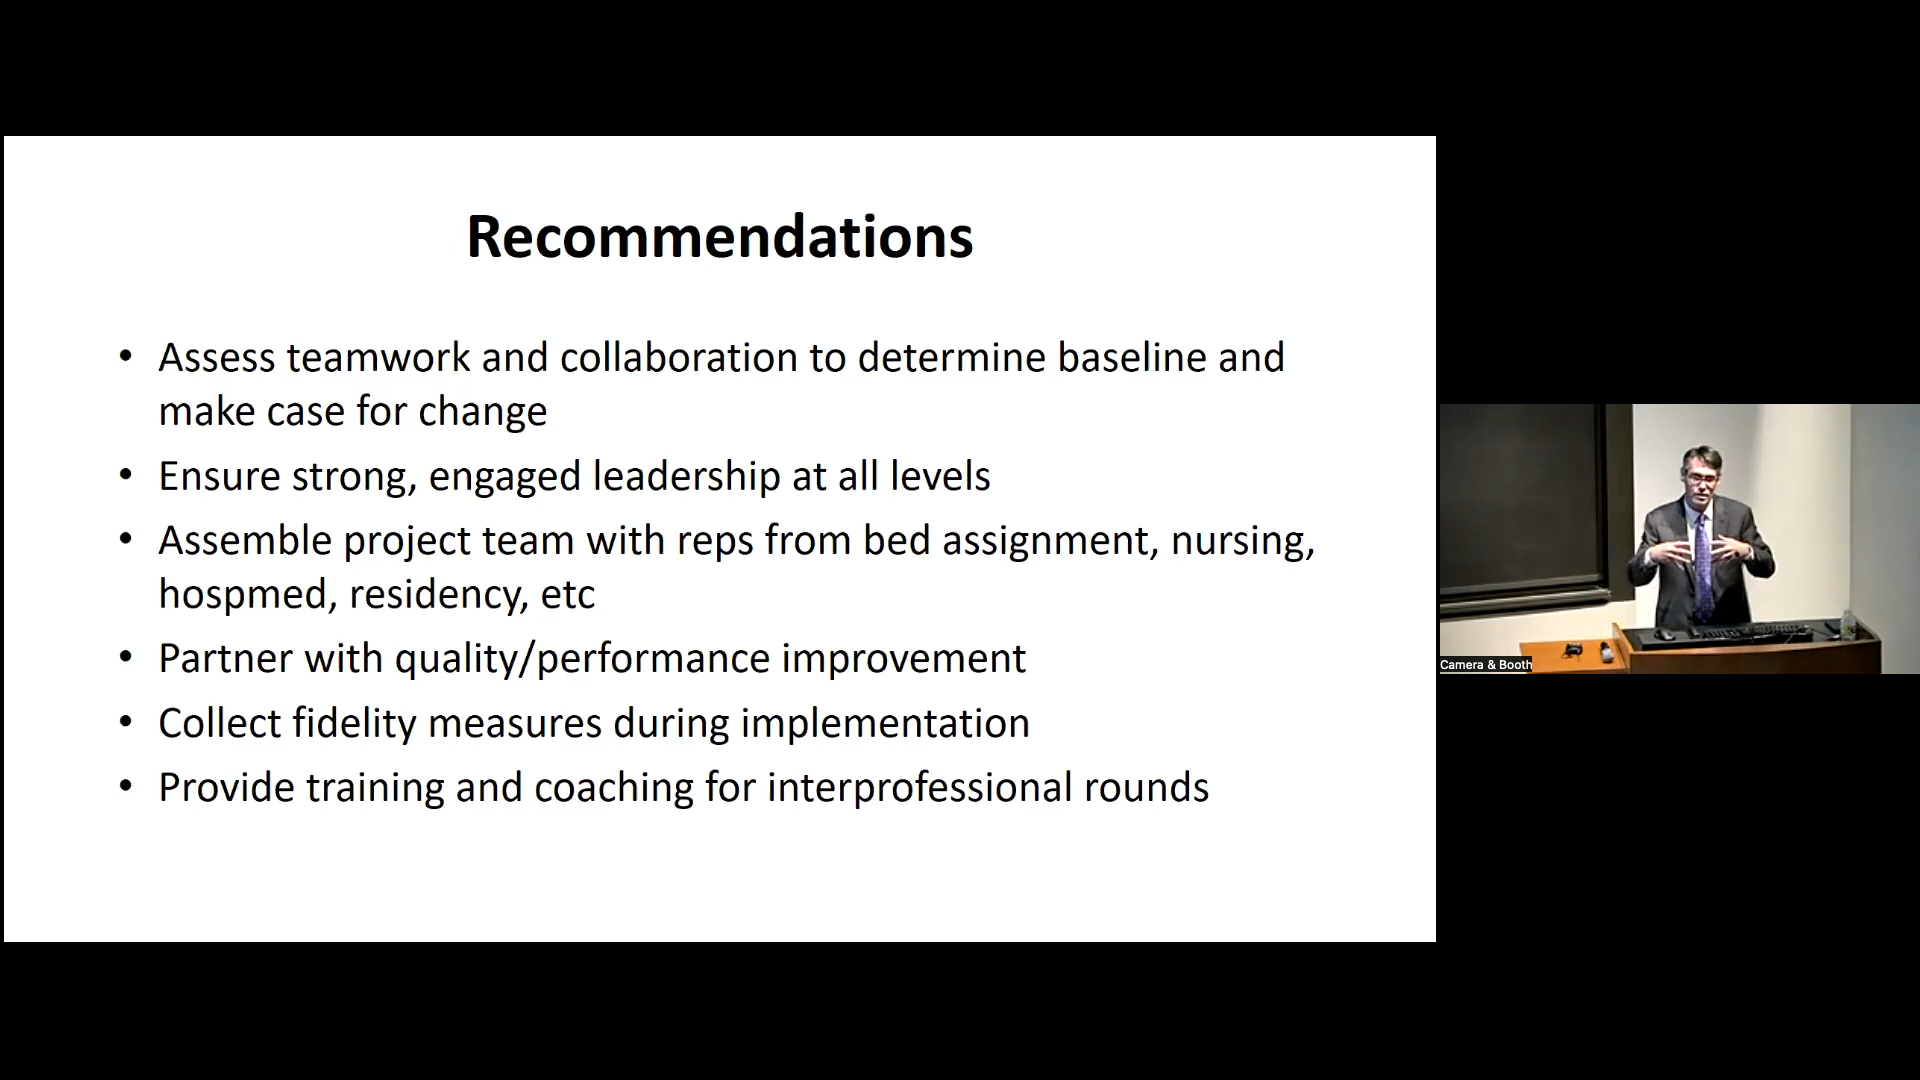 Recommendations
• Assess teamwork and collaboration to determine baseline and
make case for change
• Ensure strong, engaged leadership at all levels
• Assemble project team with reps from bed assignment, nursing,
hospmed, residency, etc
• Partner with quality/performance improvement
• Collect fidelity measures during implementation
• Provide training and coaching for interprofessional rounds
Camera & Booth